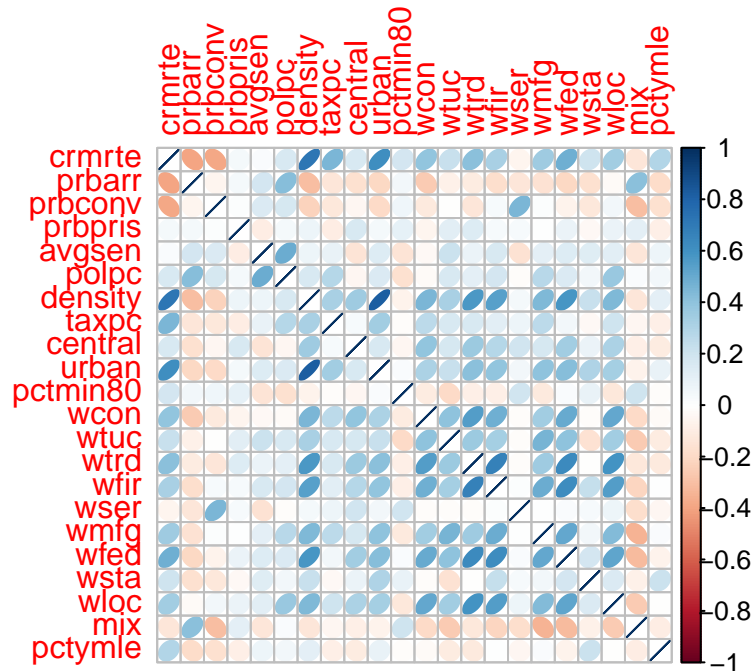 crmrte
prbarr
prbconv
prbpris
avgsen
polpc
density
taxpc
central
urban
pctmin80
wcon
wtuc
wtrd
wfir
wser
wmfg
wfed
wsta
wloc
mix
pctymle
crmrte
prbarr
prbconv
prbpris
avgsen
polpc
density
taxpc
central
urban
pctmin80
wcon
wtuc
wtrd
wfir
wser
wmfg
wfed
wsta
wloc
mix
pctymle
1
0.8
0.6
0.4
0.2
0
−0.2
−0.4
−0.6
−0.8
−1